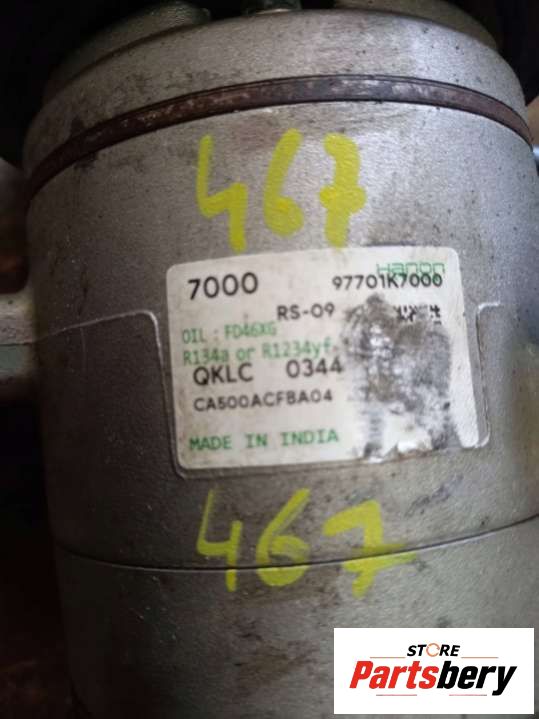 467
Hanon
7000 97701K7000
RS-09
OIL : FD46XG
R134a or R1234yf
QKLC 0344
CA500ACFBA04
MADE IN INDIA
467
STORE
Partsbery